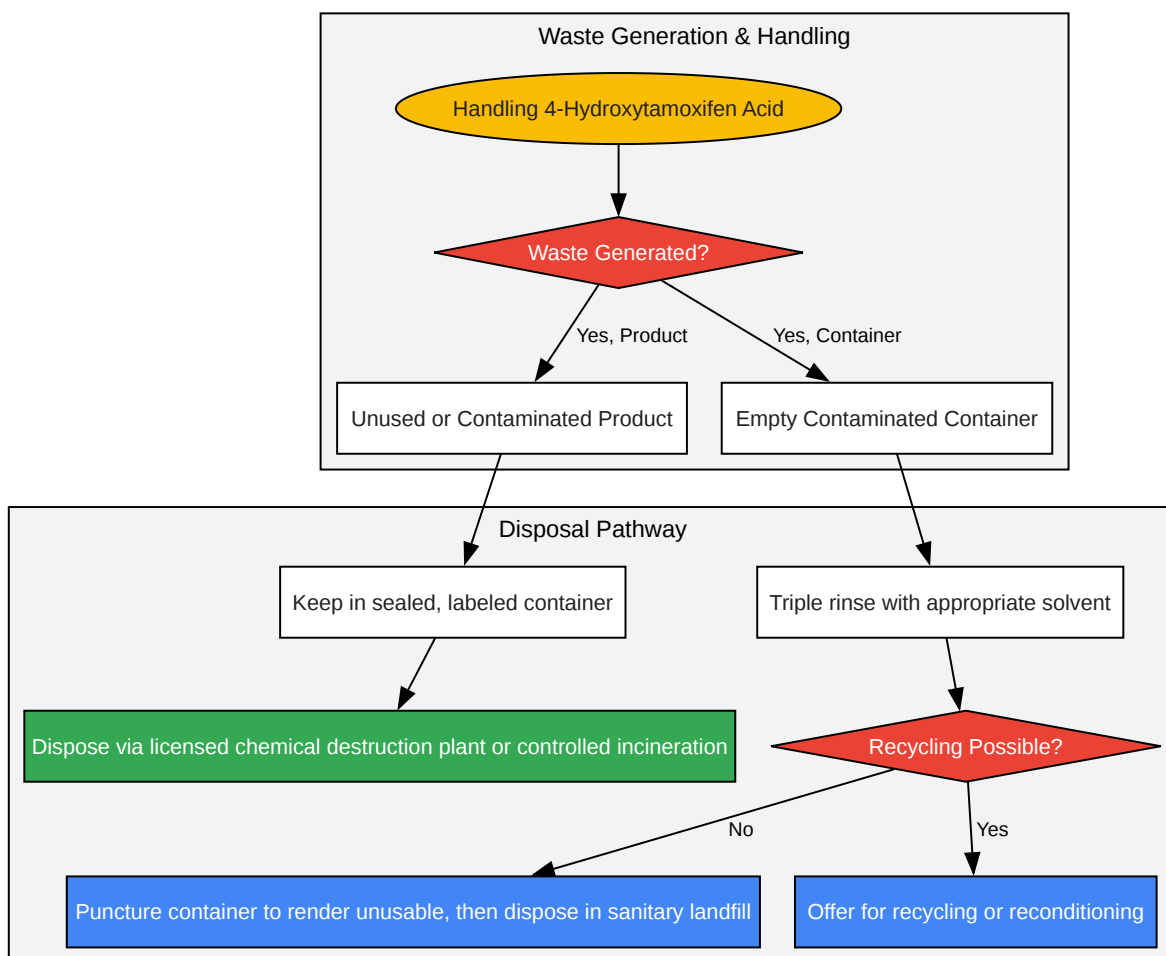 Waste Generation & Handling
Handling 4-Hydroxytamoxifen Acid
Waste Generated?
Yes, Product
Yes, Container
Unused or Contaminated Product
Empty Contaminated Container
Disposal Pathway
Keep in sealed, labeled container
Triple rinse with appropriate solvent
Dispose via licensed chemical destruction plant or controlled incineration
Recycling Possible?
No
Yes
Puncture container to render unusable, then dispose in sanitary landfill
Offer for recycling or reconditioning